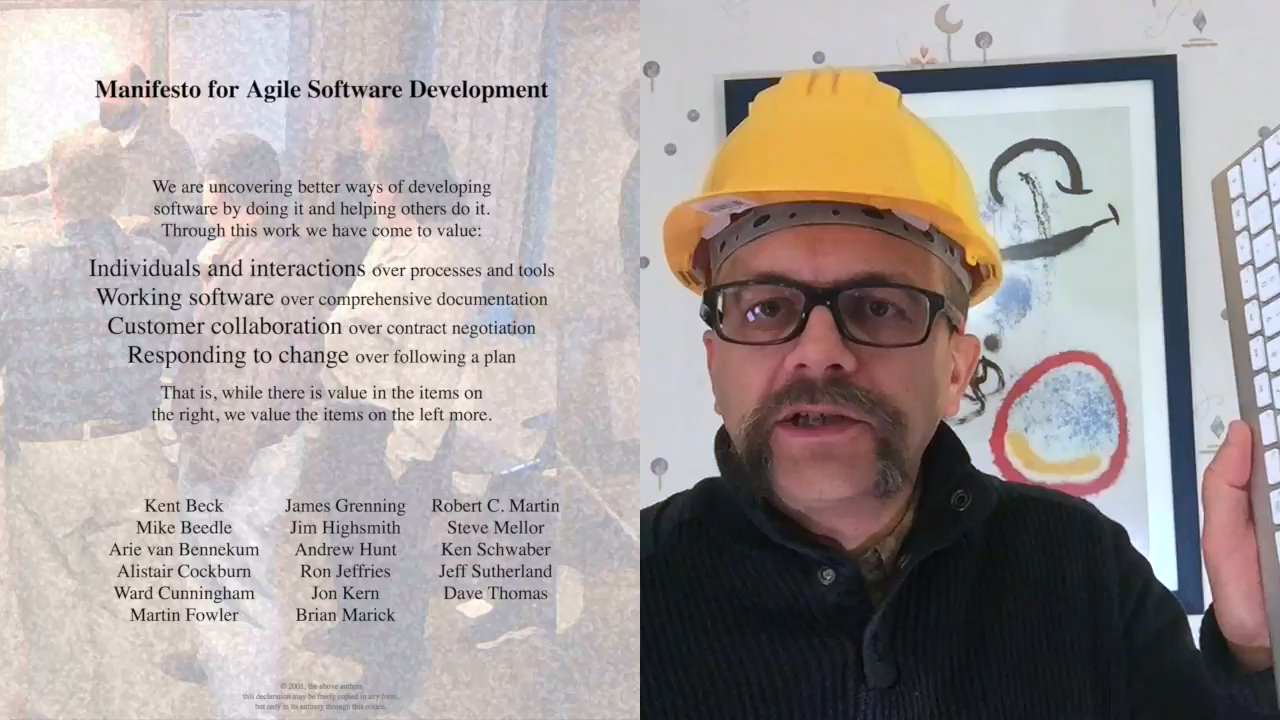 Manifesto for Agile Software Development
We are uncovering better ways of developing
software by doing it and helping others do it.
Through this work we have come to value:
Individuals and interactions over processes and tools
Working software over comprehensive documentation
Customer collaboration over contract negotiation
Responding to change over following a plan
That is, while there is value in the items on
the right, we value the items on the left more.
Kent Beck
Mike Beedle
Arie van Bennekum
Alistair Cockburn
Ward Cunningham
Martin Fowler
James Grenning
Jim Highsmith
Andrew Hunt
Ron Jeffries
Jon Kern
Brian Marick
Robert C. Martin
Steve Mellor
Ken Schwaber
Jeff Sutherland
Dave Thomas
© 2001, the above authors
this declaration may be freely copied in any form,
but only in its entirety through this notice.